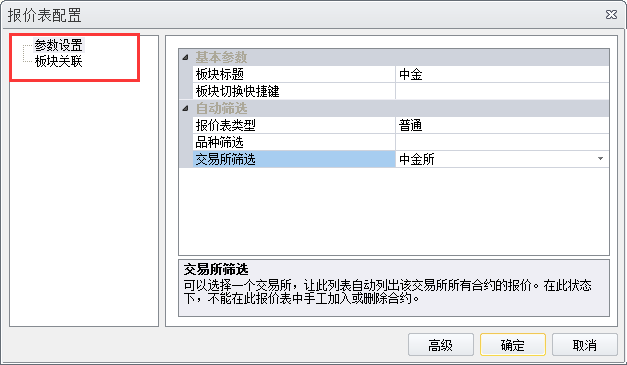 报价表配置
参数设置
板块关联
基本参数
板块标题 中金
板块切换快捷键
自动筛选
报价表类型 普通
品种筛选
交易所筛选 中金所
交易所筛选
可以选择一个交易所，让此列表自动列出该交易所所有合约的报价。在此状态
下，不能在此报价表中手工加入或删除合约。
高级 确定 取消